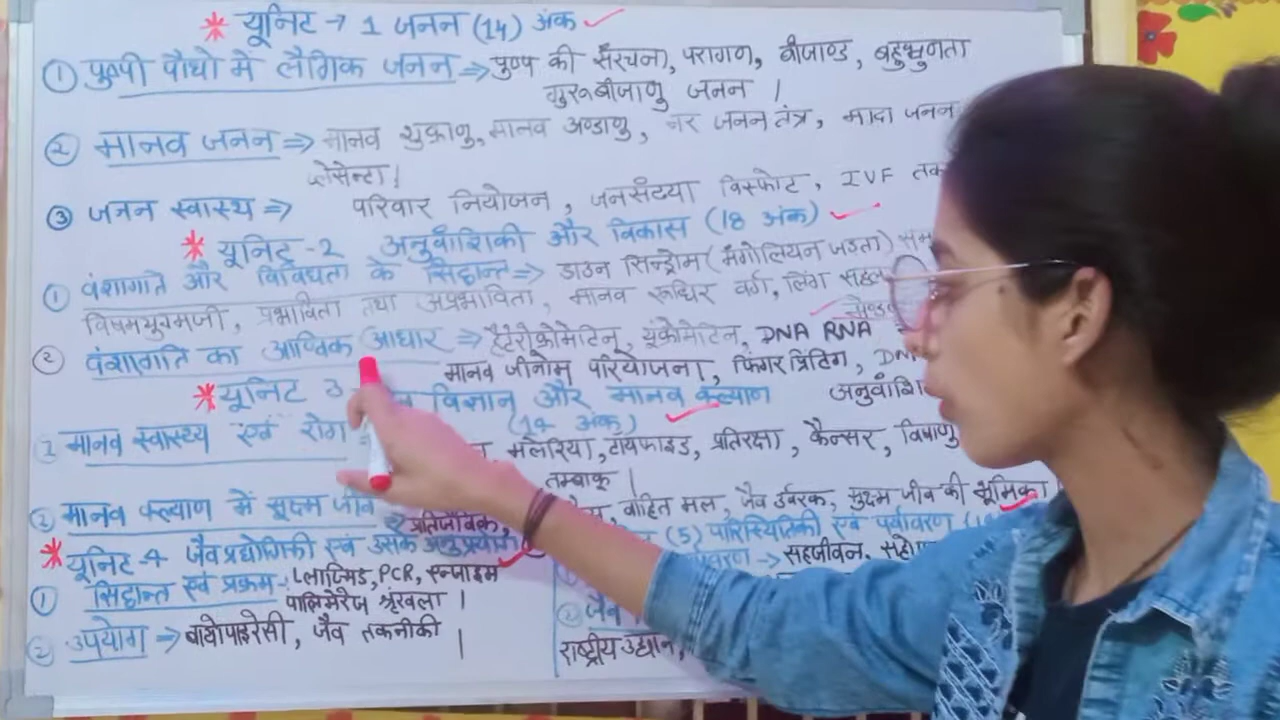 * यूनिट → 1 जनन (14) अंक ✓
① पुष्पी पौधों में लैंगिक जनन ⇒ पुष्प की संरचना, परागण, बीजाण्ड, बहुभ्रुणता
गुरूबीजाणु जनन ।
② मानव जनन ⇒ मानव शुक्राणु, मानव अण्डाणु, नर जनन तंत्र, मादा जनन
प्लेसेन्टा।
③ जनन स्वास्थ ⇒ परिवार नियोजन, जनसंख्या विस्फोट, IVF
* यूनिट-2 अनुवांशिकी और विकास (18 अंक) ✓
① वंशागति और विविधता के सिद्धान्त ⇒ डाउन सिन्ड्रोम (मंगोलियन जड़ता)
विषमयुग्मजी, प्रभाविता तथा अप्रभाविता, मानव रूधिर वर्ग, लिंग
② वंशागति का आण्विक आधार ⇒ हेटेरोक्रोमेटिन, यूक्रोमेटिन, DNA RNA
मानव जीनोम परियोजना, फिंगर प्रिंटिंग,
* यूनिट 3 विज्ञान और मानव कल्याण
(14 अंक) ✓
1 मानव स्वास्थ्य एवं रोग मलेरिया, टायफाइड, प्रतिरक्षा, कैन्सर, विषाणु
तम्बाकू।
② मानव कल्याण में सूक्ष्म जीव ⇒ प्रतिजैविक, वाहित मल, जैव उर्वरक, सूक्ष्म जीव की भूमिका
* यूनिट-4 जैवप्रद्योगिकी एवं उसके अनुप्रयोग
① सिद्धान्त एवं प्रक्रम - प्लाज्मिड, PCR, एन्जाइम
पालिमेरेज श्रृंखला ।
② उपयोग → बायोपाइरेसी, जैव तकनीकी ।
(5) पारिस्थितिकी एवं पर्यावरण
→ सहजीवन,
② जैव
राष्ट्रीय उद्यान,